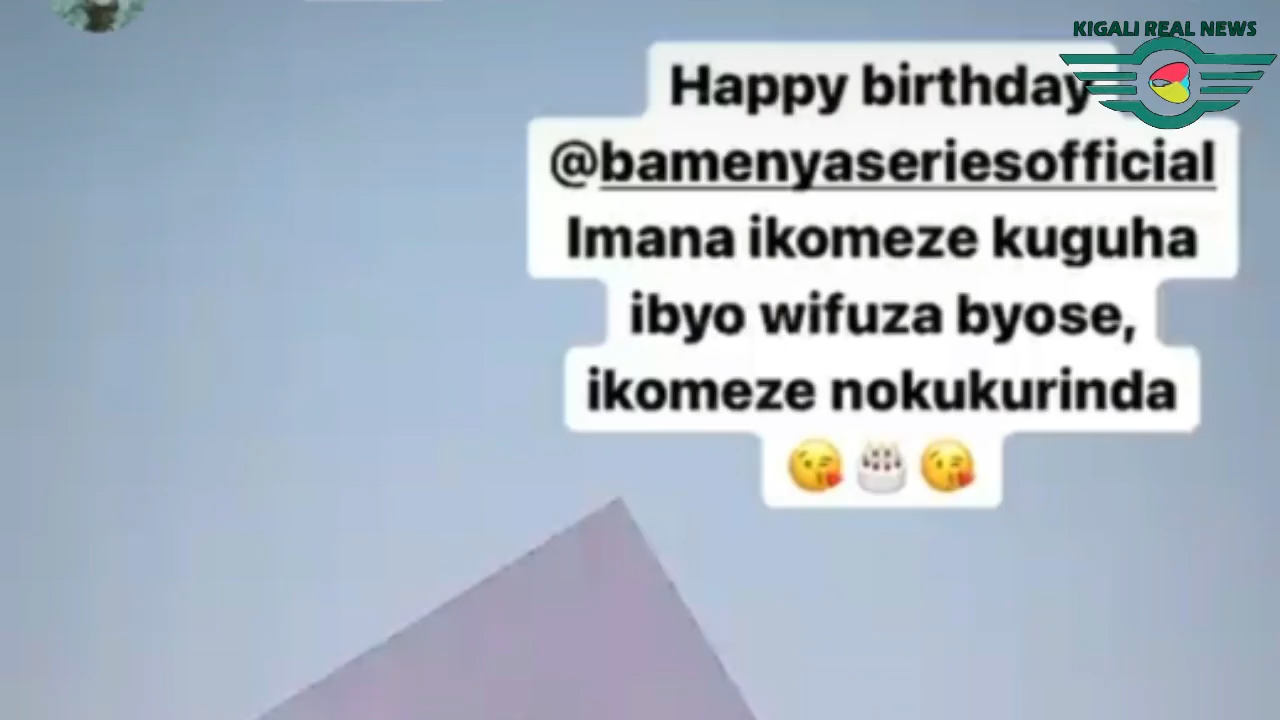 KIGALI REAL NEWS
Happy birthday
@bamenyaseriesofficial
Imana ikomeze kuguha
ibyo wifuza byose,
ikomeze nokukurinda
😘🎂😘